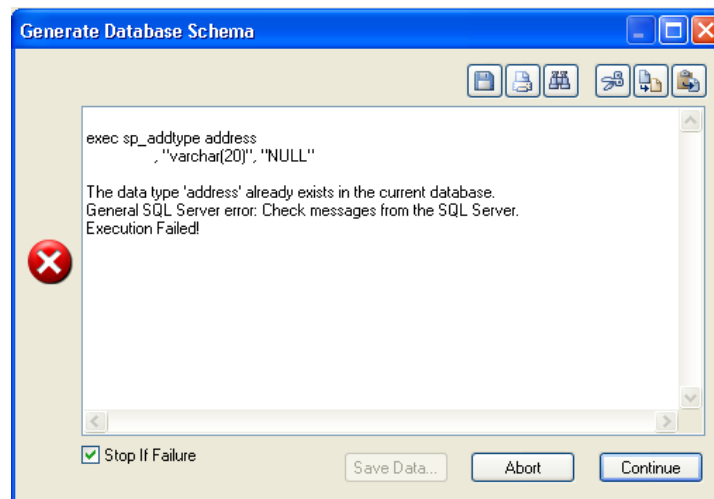 Generate Database Schema
exec sp_addtype address
, "varchar(20)", "NULL"
The data type 'address' already exists in the current database.
General SQL Server error: Check messages from the SQL Server.
Execution Failed!
Stop If Failure
Save Data...
Abort
Continue